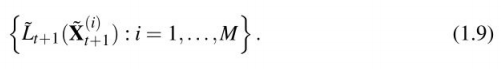 { L̃ₜ₊₁(X̃ₜ₊₁⁽ⁱ⁾) : i = 1, . . . , M } . (1.9)